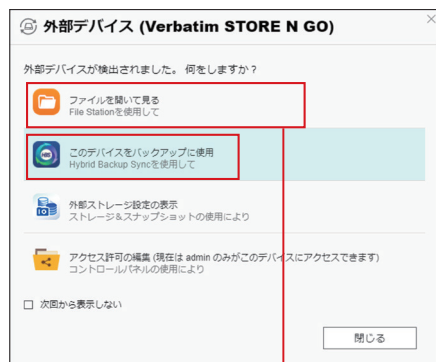 外部デバイス (Verbatim STORE N GO)
外部デバイスが検出されました。何をしますか？
ファイルを開いて見る
File Stationを使用して
このデバイスをバックアップに使用
Hybrid Backup Syncを使用して
外部ストレージ設定の表示
ストレージ＆スナップショットの使用により
アクセス許可の編集 (現在は admin のみがこのデバイスにアクセスできます)
コントロールパネルの使用により
次回から表示しない
閉じる